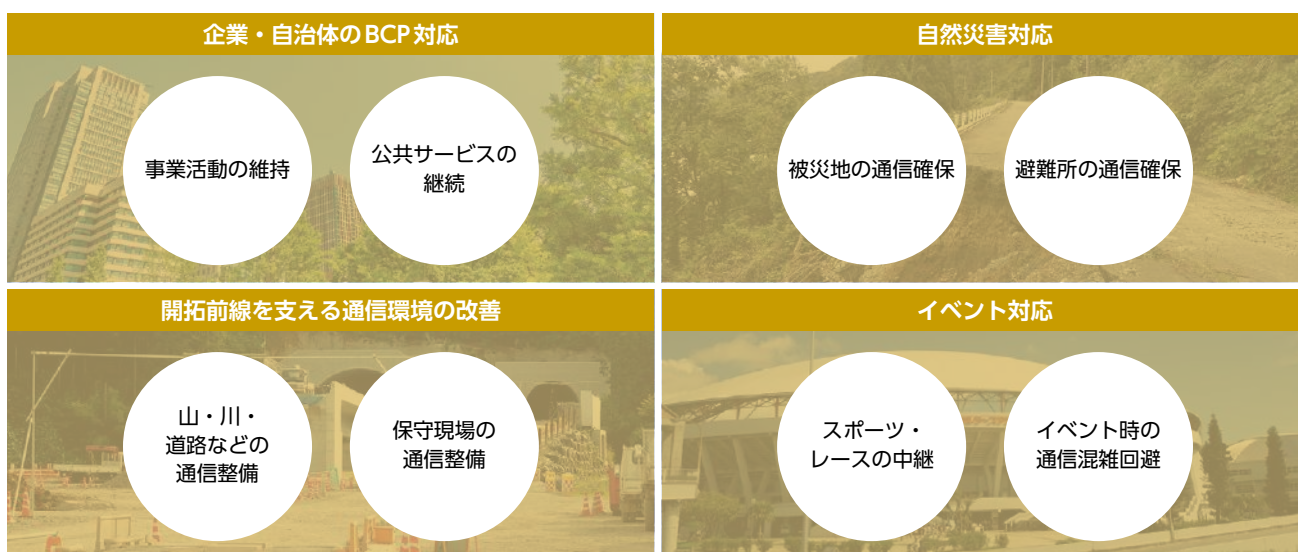 企業・自治体のBCP対応
事業活動の維持
公共サービスの
継続
自然災害対応
被災地の通信確保
避難所の通信確保
開拓前線を支える通信環境の改善
山・川・
道路などの
通信整備
保守現場の
通信整備
イベント対応
スポーツ・
レースの中継
イベント時の
通信混雑回避